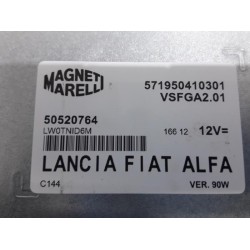 MAGNETI
MARELLI
571950410301
VSFGA2.01
50520764
LW0TNID6M
166 12 12V=
LANCIA FIAT ALFA
C144 VER. 90W